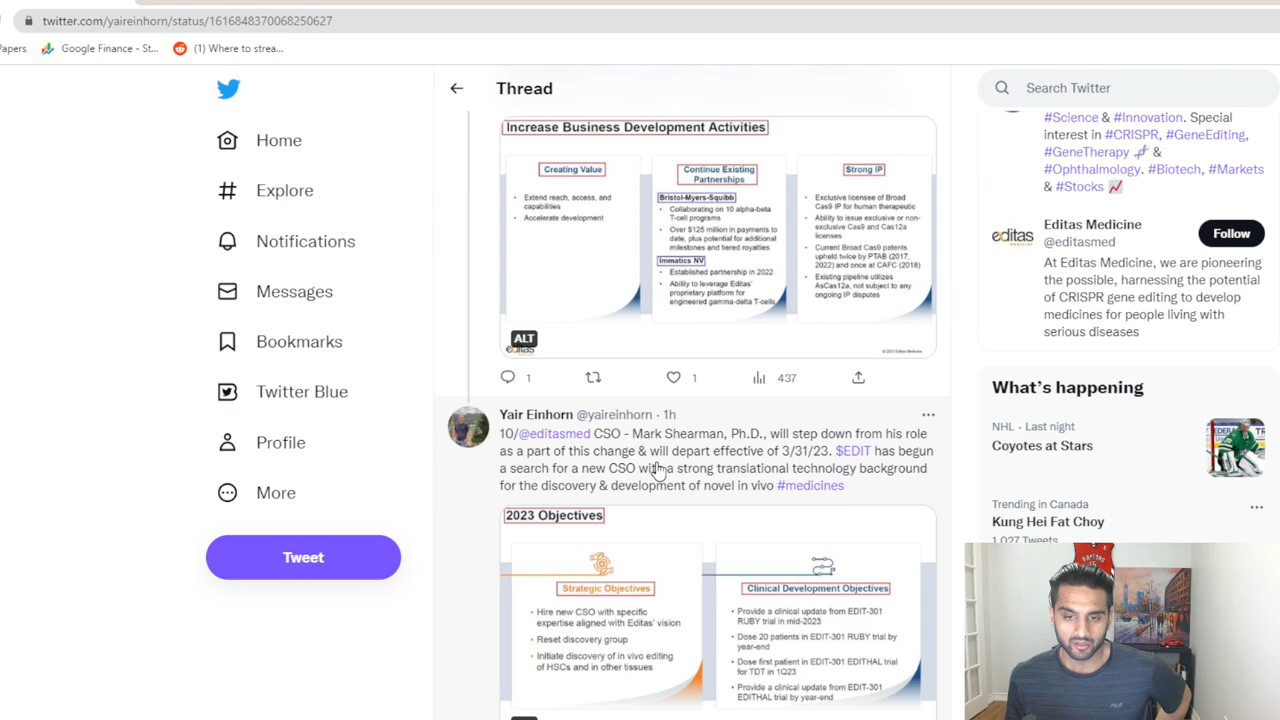 twitter.com/yaireinhorn/status/1616848370068250627
Papers
Google Finance - St...
(1) Where to strea...
Home
Explore
Notifications
Messages
Bookmarks
Twitter Blue
Profile
More
Tweet
Thread
Increase Business Development Activities
Creating Value
• Extend reach, access, and
capabilities
• Accelerate development
Continue Existing
Partnerships
Bristol-Myers-Squibb
• Collaborating on 10 alpha-beta
T-cell programs
• Over $125 million in payments to
date, plus potential for additional
milestones and tiered royalties
Immatics NV
• Established partnership in 2022
• Ability to leverage Editas'
proprietary platform for
engineered gamma-delta T-cells
Strong IP
• Exclusive licensee of Broad
Cas9 IP for human therapeutic
• Ability to issue exclusive or non-
exclusive Cas9 and Cas12a
licenses
• Current Broad Cas9 patents
upheld twice by PTAB (2017,
2022) and once at CAFC (2018)
• Existing pipeline utilizes
AsCas12a, not subject to any
ongoing IP disputes
ALT
editas
© 2023 Editas Medicine
1
1
437
Yair Einhorn @yaireinhorn · 1h
10/@editasmed CSO - Mark Shearman, Ph.D., will step down from his role
as a part of this change & will depart effective of 3/31/23. $EDIT has begun
a search for a new CSO with a strong translational technology background
for the discovery & development of novel in vivo #medicines
2023 Objectives
Strategic Objectives
• Hire new CSO with specific
expertise aligned with Editas' vision
• Reset discovery group
• Initiate discovery of in vivo editing
of HSCs and in other tissues
Clinical Development Objectives
• Provide a clinical update from EDIT-301
RUBY trial in mid-2023
• Dose 20 patients in EDIT-301 RUBY trial by
year-end
• Dose first patient in EDIT-301 EDITHAL trial
for TDT in 1Q23
• Provide a clinical update from EDIT-301
EDITHAL trial by year-end
Search Twitter
#Science & #Innovation. Special
interest in #CRISPR, #GeneEditing,
#GeneTherapy &
#Ophthalmology. #Biotech, #Markets
& #Stocks
editas
Editas Medicine
@editasmed
Follow
At Editas Medicine, we are pioneering
the possible, harnessing the potential
of CRISPR gene editing to develop
medicines for people living with
serious diseases
What's happening
NHL · Last night
Coyotes at Stars
Trending in Canada
Kung Hei Fat Choy
1,027 Tweets